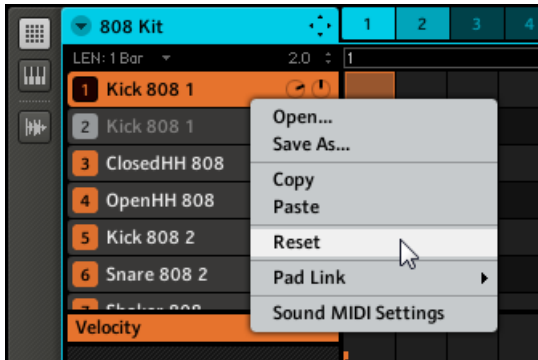 808 Kit
1 2 3 4
LEN: 1 Bar 2.0 1
1 Kick 808 1
2 Kick 808 1
3 ClosedHH 808
4 OpenHH 808
5 Kick 808 2
6 Snare 808 2
Shaker 808
Velocity
Open...
Save As...
Copy
Paste
Reset
Pad Link
Sound MIDI Settings